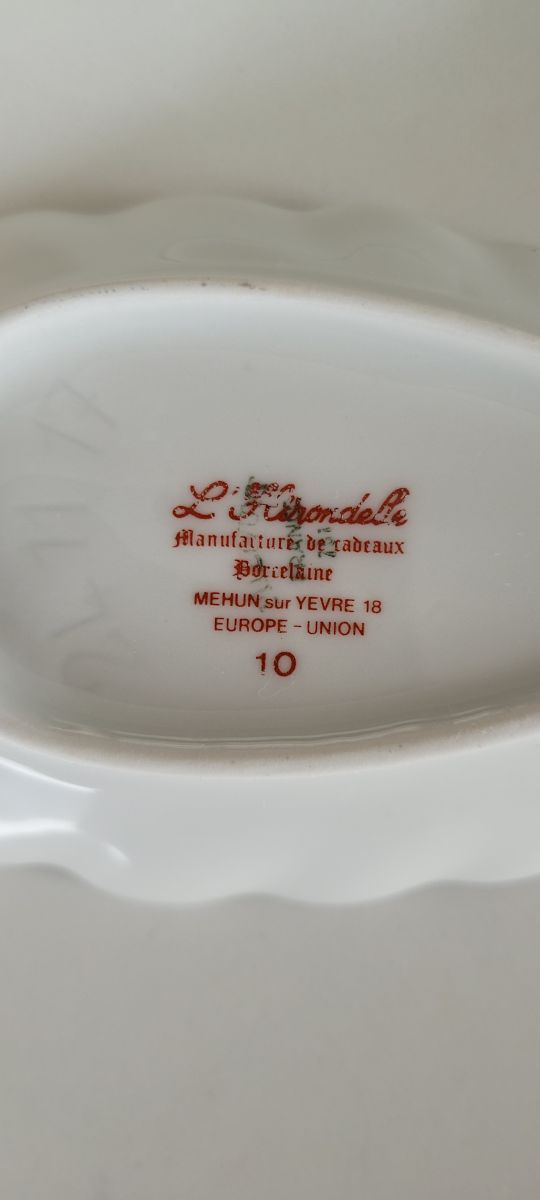 L'Hirondelle
Manufacture de cadeaux
Porcelaine
MEHUN sur YEVRE 18
EUROPE - UNION
10